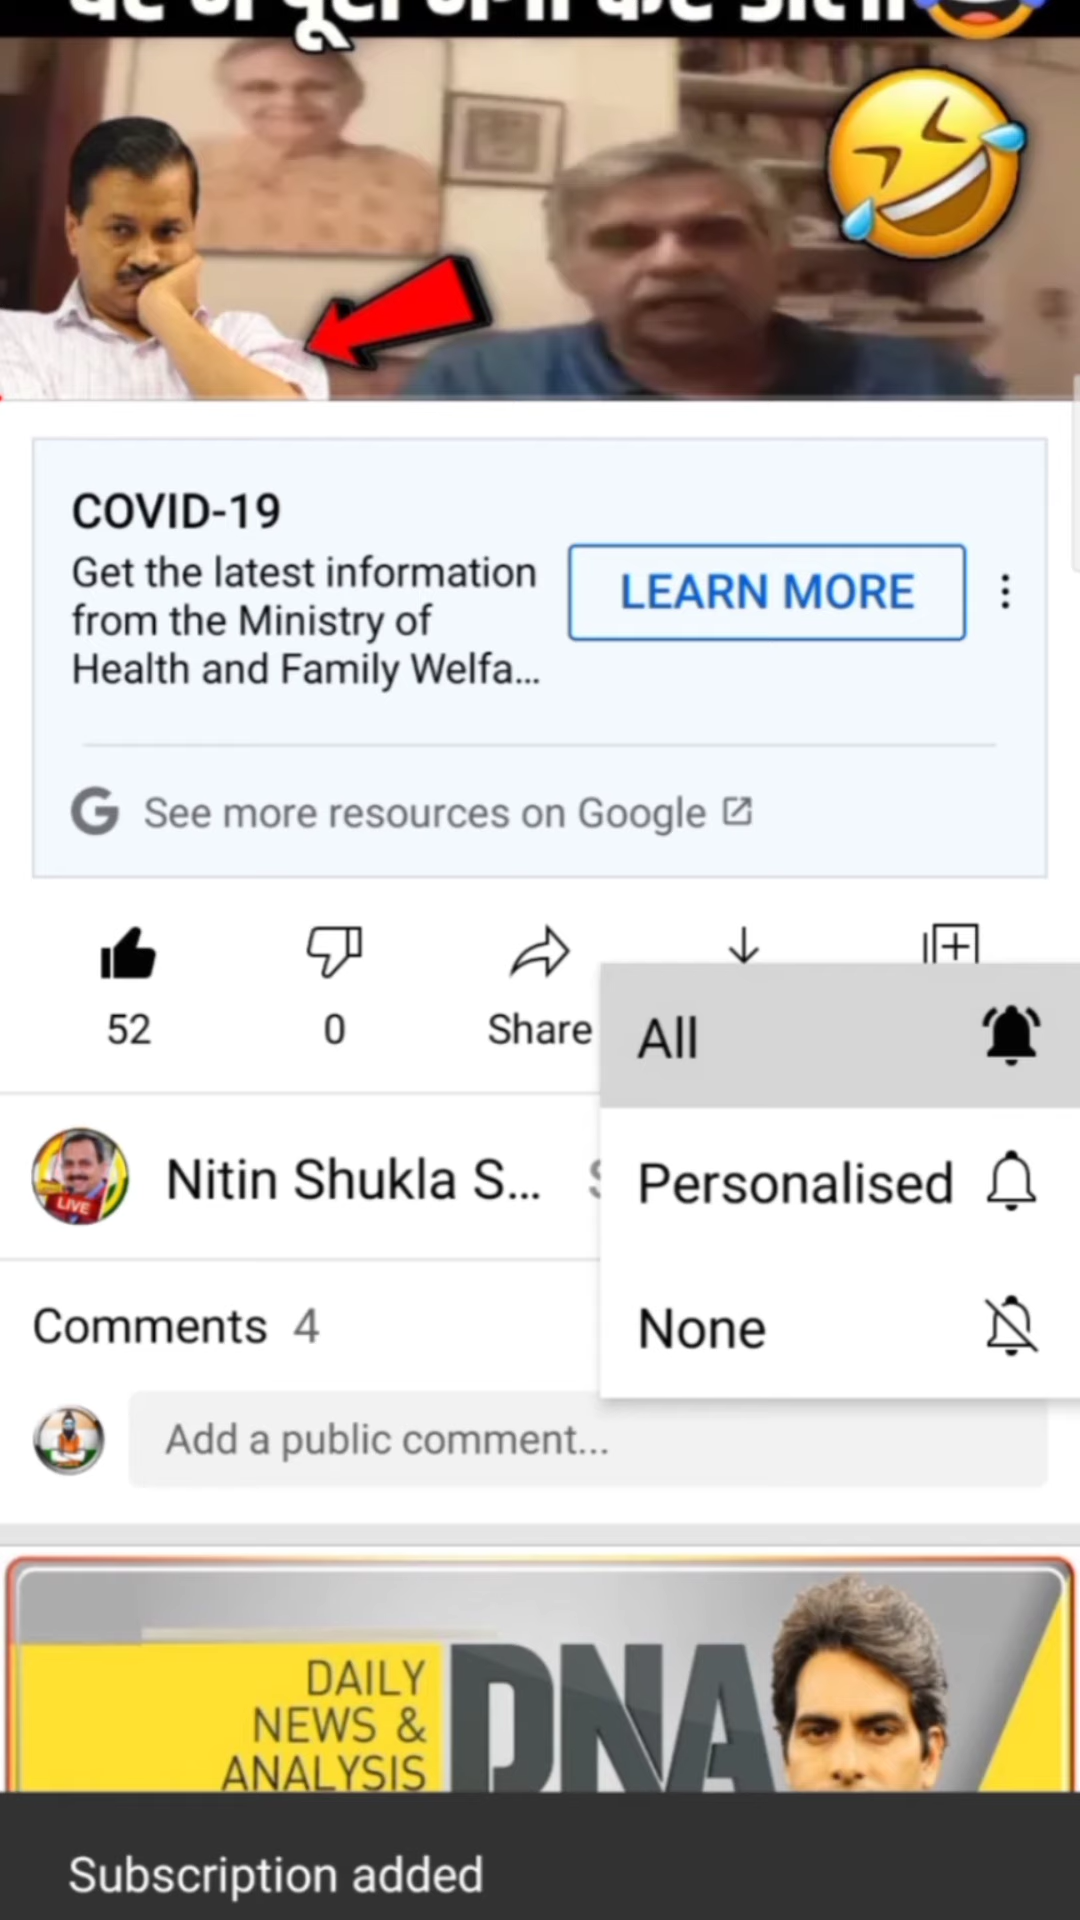 COVID-19
Get the latest information
from the Ministry of
Health and Family Welfa...
LEARN MORE
See more resources on Google
52
0
Share
All
Personalised
None
Nitin Shukla S...
LIVE
Comments 4
Add a public comment...
DAILY
NEWS &
ANALYSIS
DNA
Subscription added